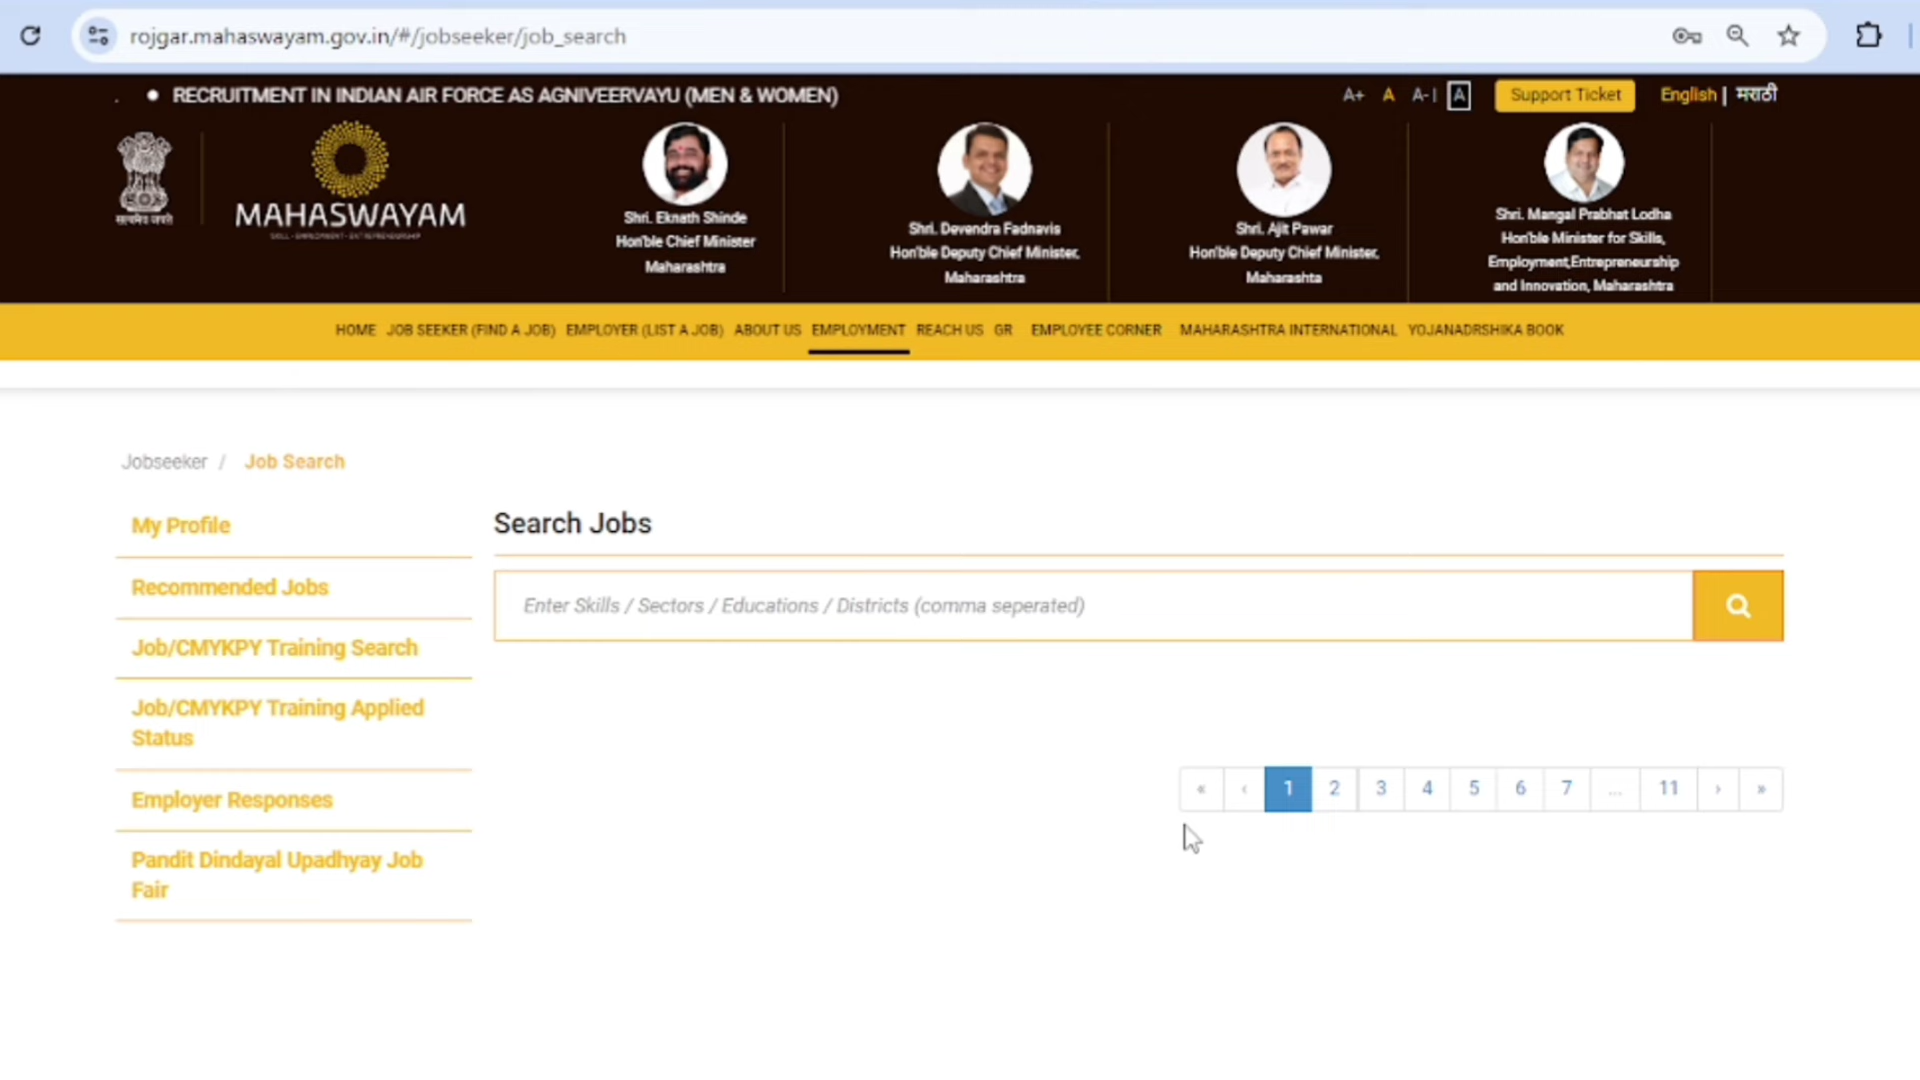 rojgar.mahaswayam.gov.in/#/jobseeker/job_search
RECRUITMENT IN INDIAN AIR FORCE AS AGNIVEERVAYU (MEN & WOMEN)
A+ A A- | A Support Ticket English | मराठी
सत्यमेव जयते
MAHASWAYAM
SKILL - EMPLOYMENT - ENTREPRENEURSHIP
Shri. Eknath Shinde
Hon'ble Chief Minister
Maharashtra
Shri. Devendra Fadnavis
Hon'ble Deputy Chief Minister,
Maharashtra
Shri. Ajit Pawar
Hon'ble Deputy Chief Minister,
Maharashta
Shri. Mangal Prabhat Lodha
Hon'ble Minister for Skills,
Employment,Entrepreneurship
and Innovation, Maharashtra
HOME JOB SEEKER (FIND A JOB) EMPLOYER (LIST A JOB) ABOUT US EMPLOYMENT REACH US GR EMPLOYEE CORNER MAHARASHTRA INTERNATIONAL YOJANADRSHIKA BOOK
Jobseeker / Job Search
My Profile
Recommended Jobs
Job/CMYKPY Training Search
Job/CMYKPY Training Applied
Status
Employer Responses
Pandit Dindayal Upadhyay Job
Fair
Search Jobs
Enter Skills / Sectors / Educations / Districts (comma seperated)
« ‹ 1 2 3 4 5 6 7 ... 11 › »